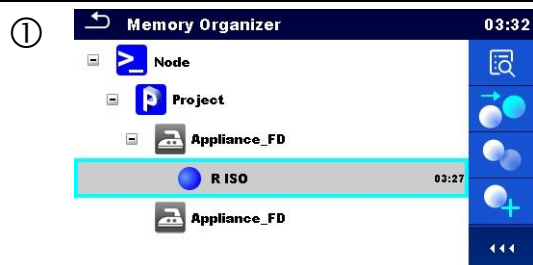 ①
Memory Organizer 03:32
Node
Project
Appliance_FD
R ISO 03:27
Appliance_FD